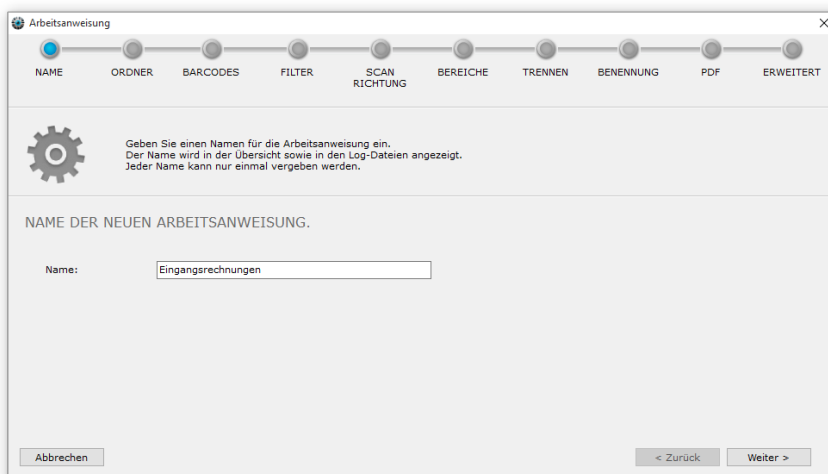 Arbeitsanweisung
NAME ORDNER BARCODES FILTER SCAN RICHTUNG BEREICHE TRENNEN BENENNUNG PDF ERWEITERT
Geben Sie einen Namen für die Arbeitsanweisung ein.
Der Name wird in der Übersicht sowie in den Log-Dateien angezeigt.
Jeder Name kann nur einmal vergeben werden.
NAME DER NEUEN ARBEITSANWEISUNG.
Name: Eingangsrechnungen
Abbrechen < Zurück Weiter >